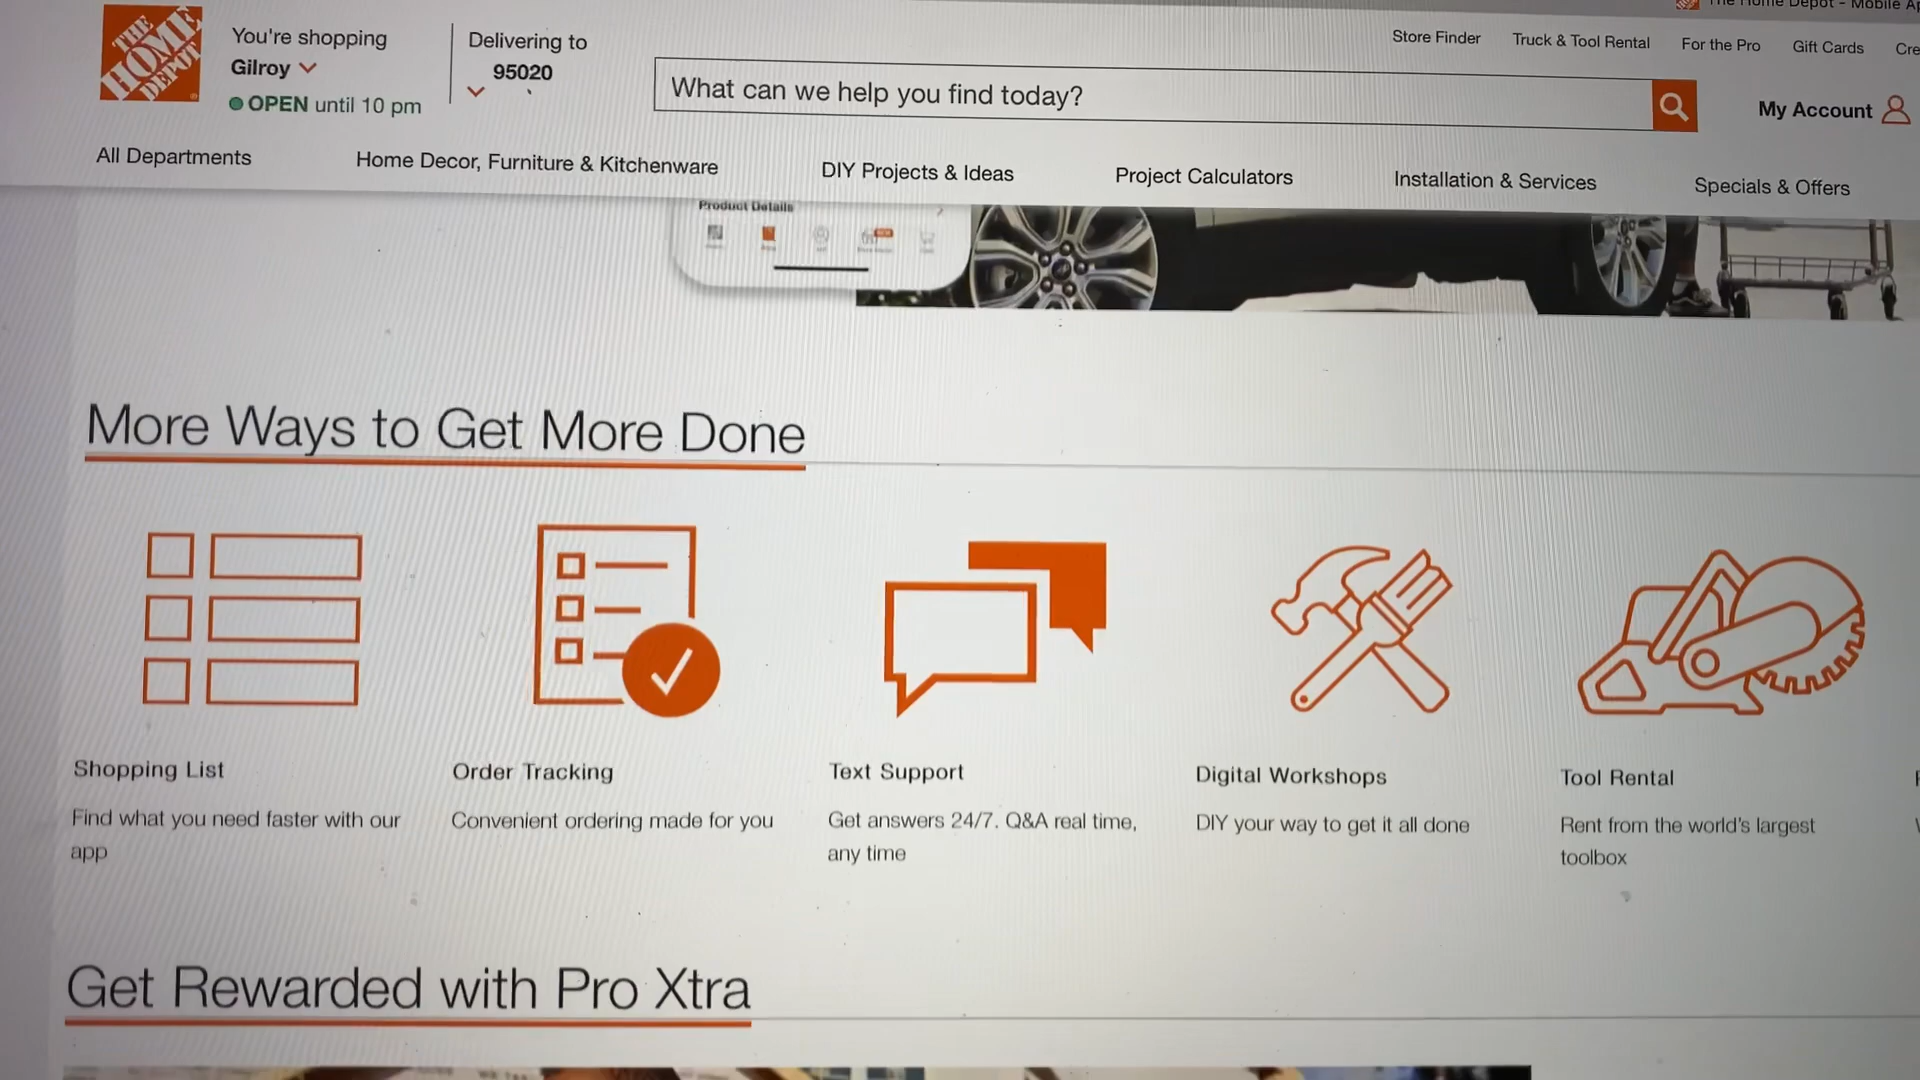 The Home Depot - Mobile
THE
HOME
DEPOT
You're shopping
Gilroy
OPEN until 10 pm
Delivering to
95020
What can we help you find today?
Store Finder
Truck & Tool Rental
For the Pro
Gift Cards
My Account
All Departments
Home Decor, Furniture & Kitchenware
DIY Projects & Ideas
Project Calculators
Installation & Services
Specials & Offers
Product Details
More Ways to Get More Done
Shopping List
Find what you need faster with our
app
Order Tracking
Convenient ordering made for you
Text Support
Get answers 24/7. Q&A real time,
any time
Digital Workshops
DIY your way to get it all done
Tool Rental
Rent from the world's largest
toolbox
Get Rewarded with Pro Xtra